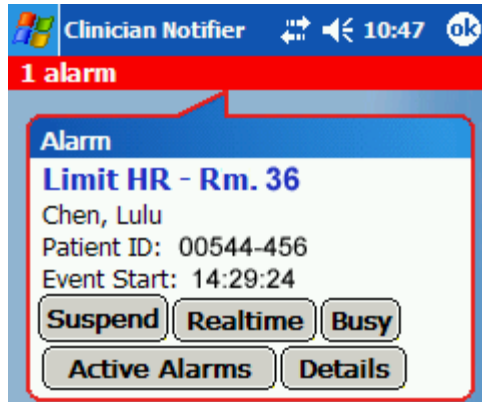 Clinician Notifier 10:47 ok
1 alarm
Alarm
Limit HR - Rm. 36
Chen, Lulu
Patient ID: 00544-456
Event Start: 14:29:24
Suspend Realtime Busy
Active Alarms Details